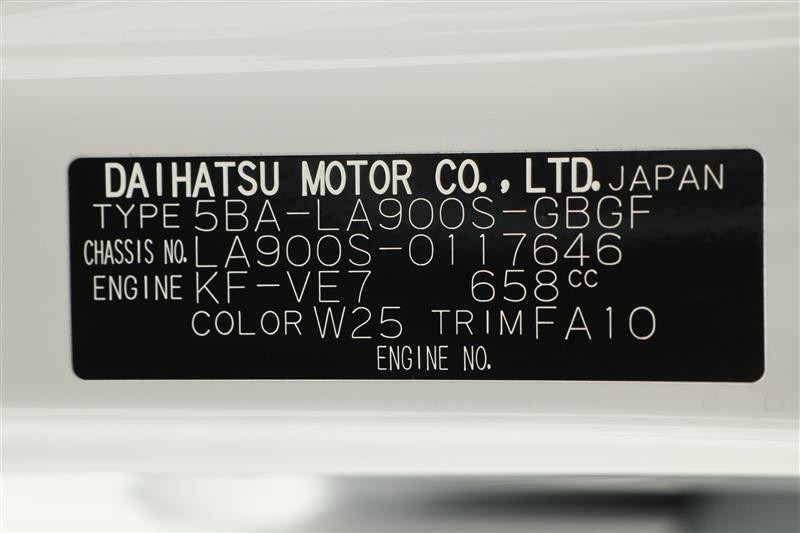 DAIHATSU MOTOR CO., LTD. JAPAN
TYPE 5BA-LA900S-GBGF
CHASSIS NO. LA900S-0117646
ENGINE KF-VE7 658cc
COLOR W25 TRIM FA10
ENGINE NO.